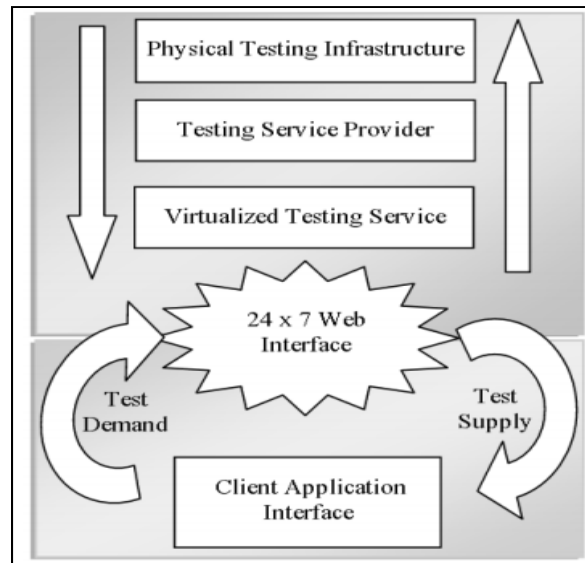 Physical Testing Infrastructure
Testing Service Provider
Virtualized Testing Service
24 x 7 Web
Interface
Test
Demand
Test
Supply
Client Application
Interface